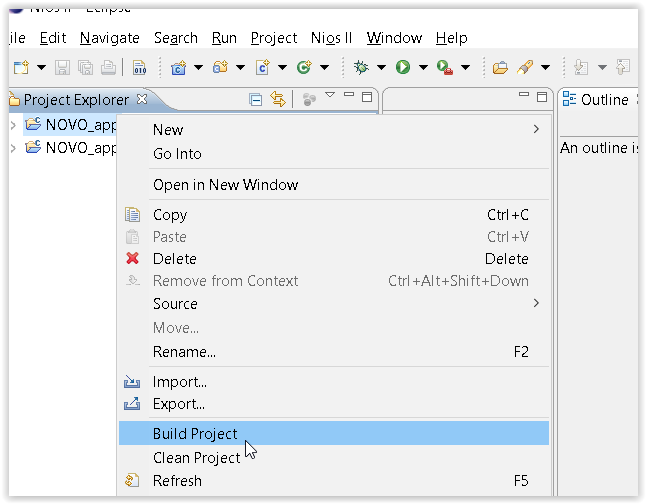 Nios II - Eclipse
ile Edit Navigate Search Run Project Nios II Window Help
010
Project Explorer
Outline
NOVO_app
NOVO_app
An outline is
New
Go Into
Open in New Window
Copy Ctrl+C
Paste Ctrl+V
Delete Delete
Remove from Context Ctrl+Alt+Shift+Down
Source
Move...
Rename... F2
Import...
Export...
Build Project
Clean Project
Refresh F5